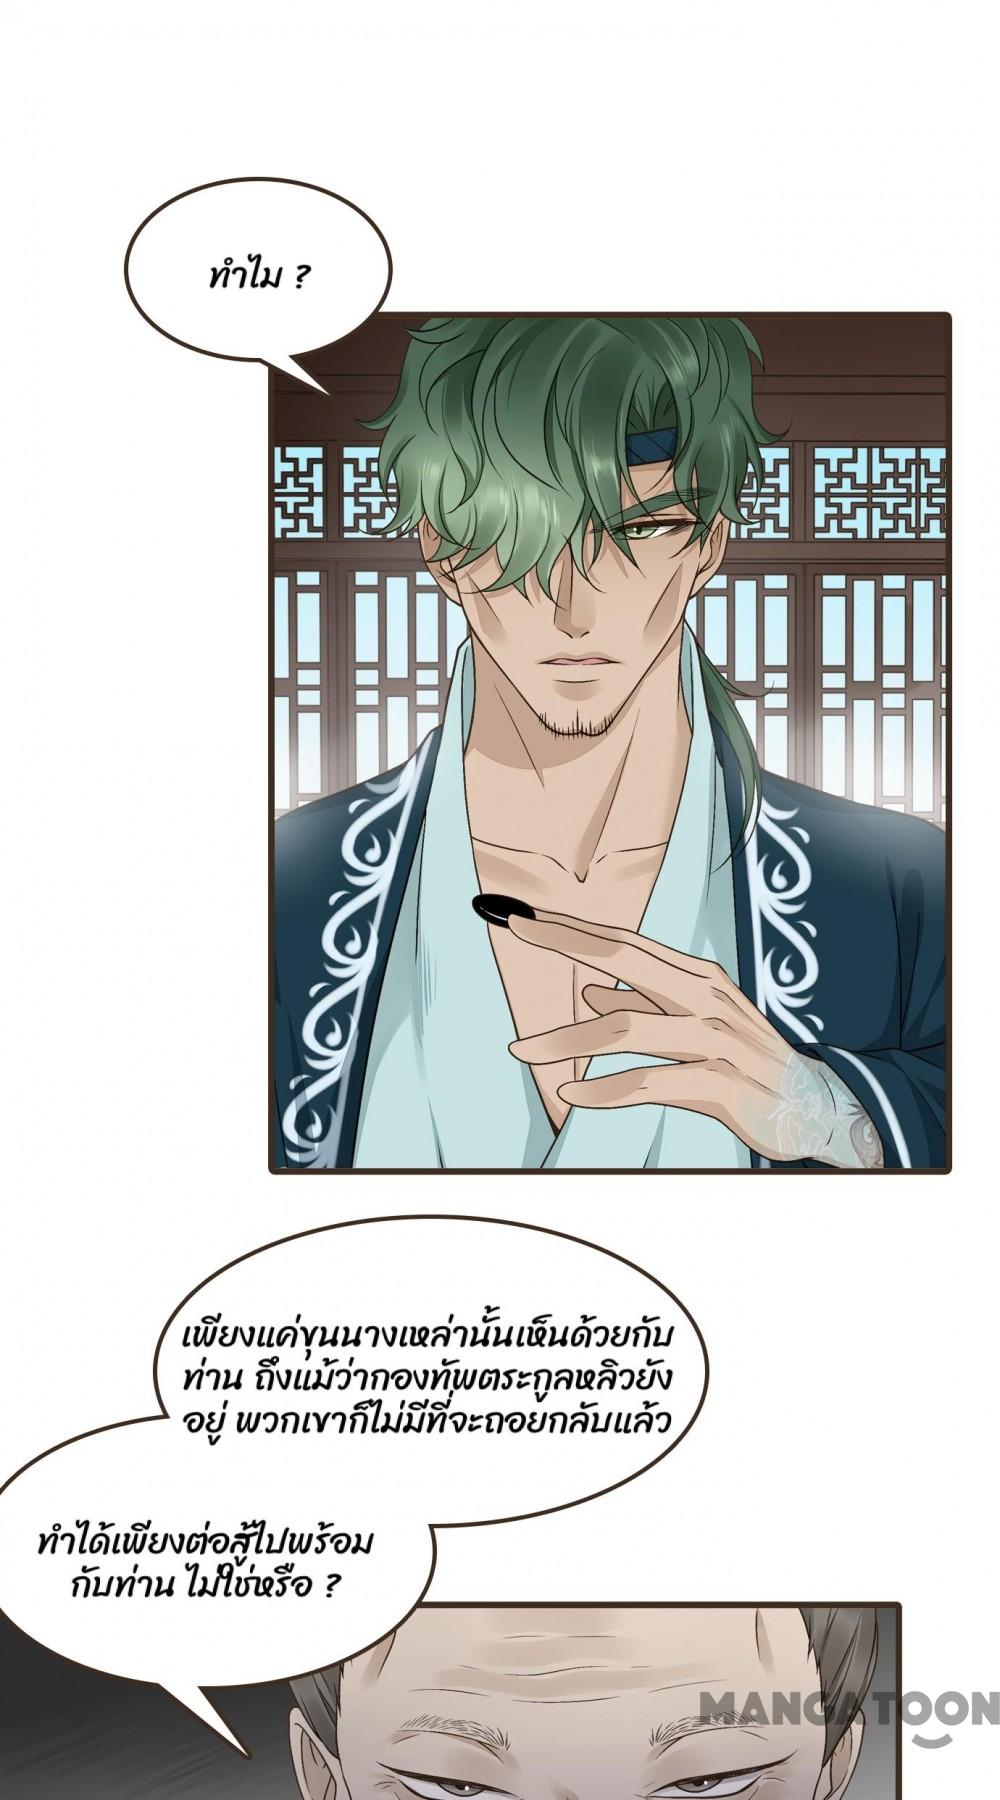 ทำไม ?
เพียงแค่ขุนนางเหล่านั้นเห็นด้วยกับ
ท่าน ถึงแม้ว่ากองทัพตระกูลหลิวยัง
อยู่ พวกเขาก็ไม่มีที่จะถอยกลับแล้ว
ทำได้เพียงต่อสู้ไปพร้อม
กับท่าน ไม่ใช่หรือ ?
MANGATOON